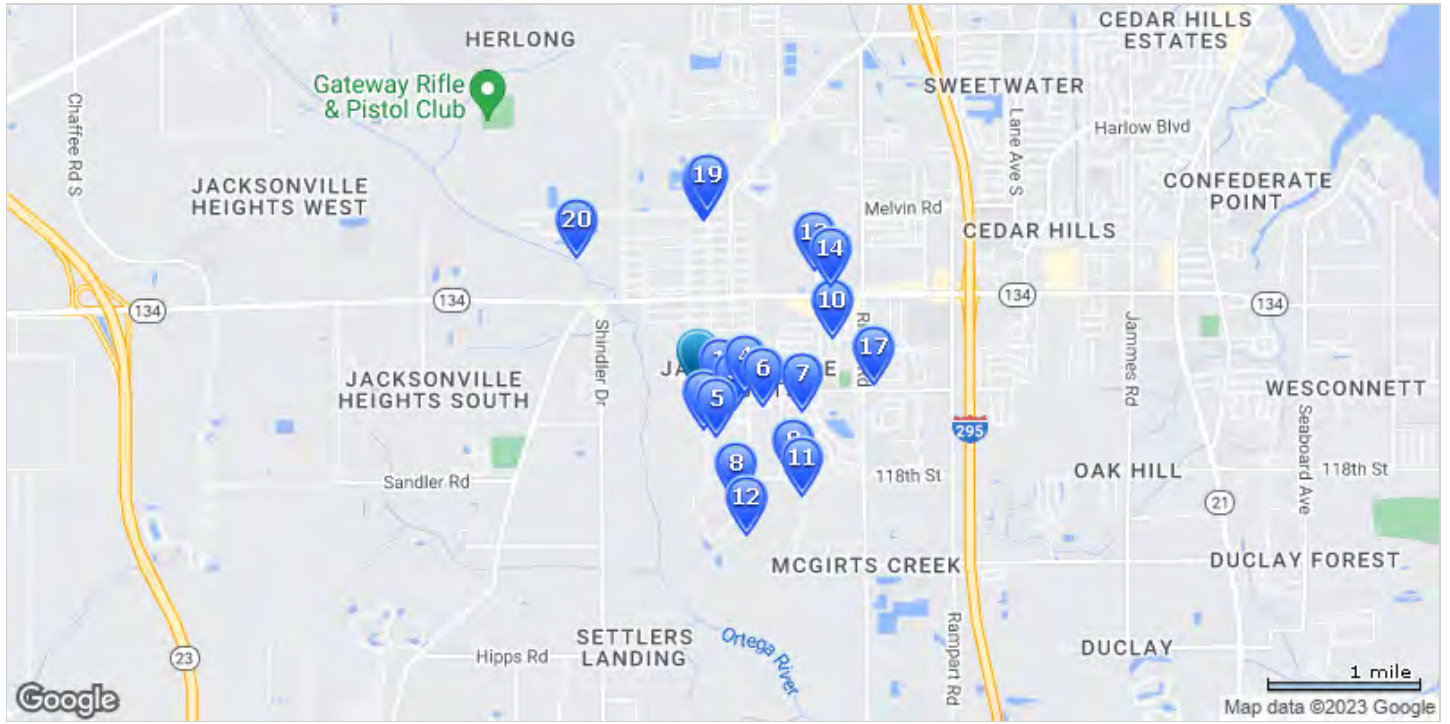 HERLONG
CEDAR HILLS
ESTATES
Gateway Rifle
& Pistol Club
SWEETWATER
Chaffee Rd S
Lane Ave S
Harlow Blvd
JACKSONVILLE
HEIGHTS WEST
19
CONFEDERATE
POINT
20
Melvin Rd
14
CEDAR HILLS
134
134
134
134
10
Shindler Dr
17
Jammes Rd
JACKSONVILLE
HEIGHTS SOUTH
4
6
7
5
WESCONNETT
295
Seaboard Ave
8
11
Sandler Rd
118th St
OAK HILL
118th St
12
21
MCGIRTS CREEK
DUCLAY FOREST
SETTLERS
LANDING
Ortega River
Rampart Rd
DUCLAY
Hipps Rd
23
1 mile
Google
Map data ©2023 Google